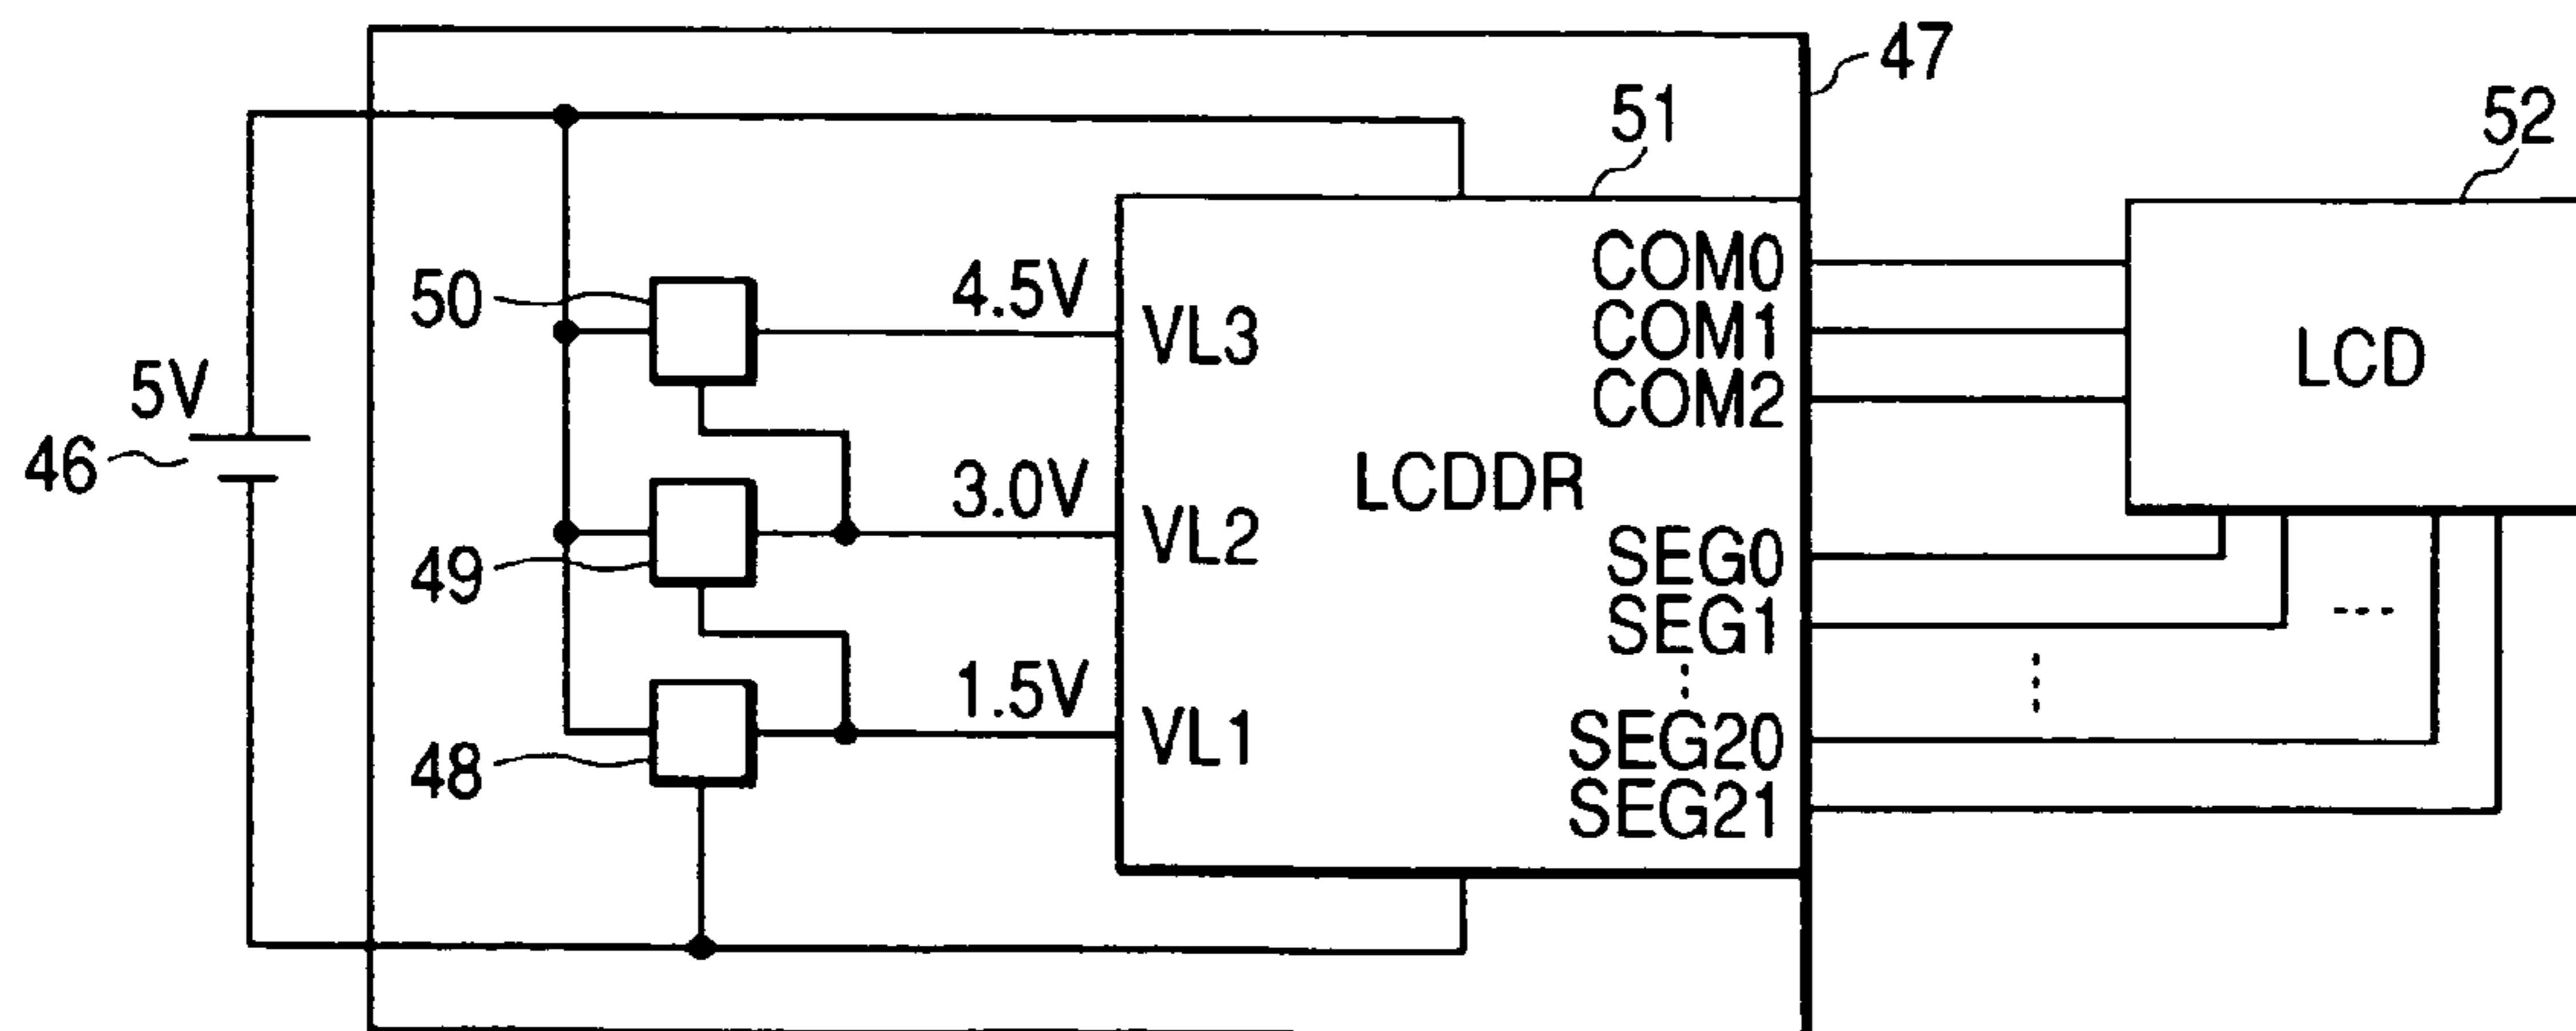 47
51
52
COM0
50
4.5V
VL3
COM1
LCD
5V
COM2
46
3.0V
LCDDR
49
VL2
SEG0
SEG1
1.5V
48
VL1
SEG20
SEG21